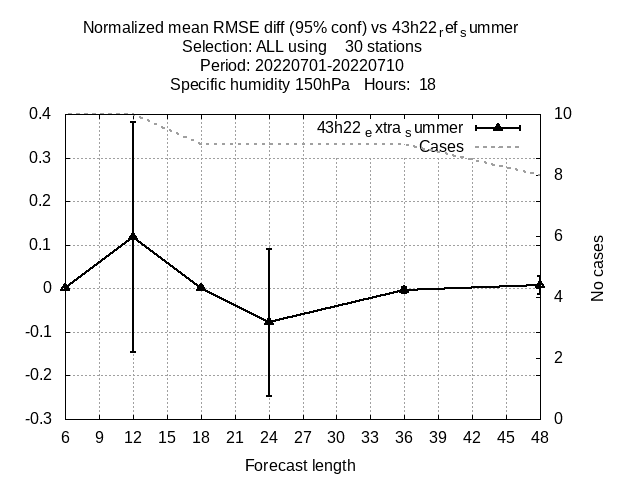 Normalized mean RMSE diff (95% conf) vs 43h22refsummer
Selection: ALL using 30 stations
Period: 20220701-20220710
Specific humidity 150hPa Hours: 18
43h22extrasummer
Cases
0.4
0.3
0.2
0.1
0
-0.1
-0.2
-0.3
10
8
6
4
2
0
No cases
6 9 12 15 18 21 24 27 30 33 36 39 42 45 48
Forecast length